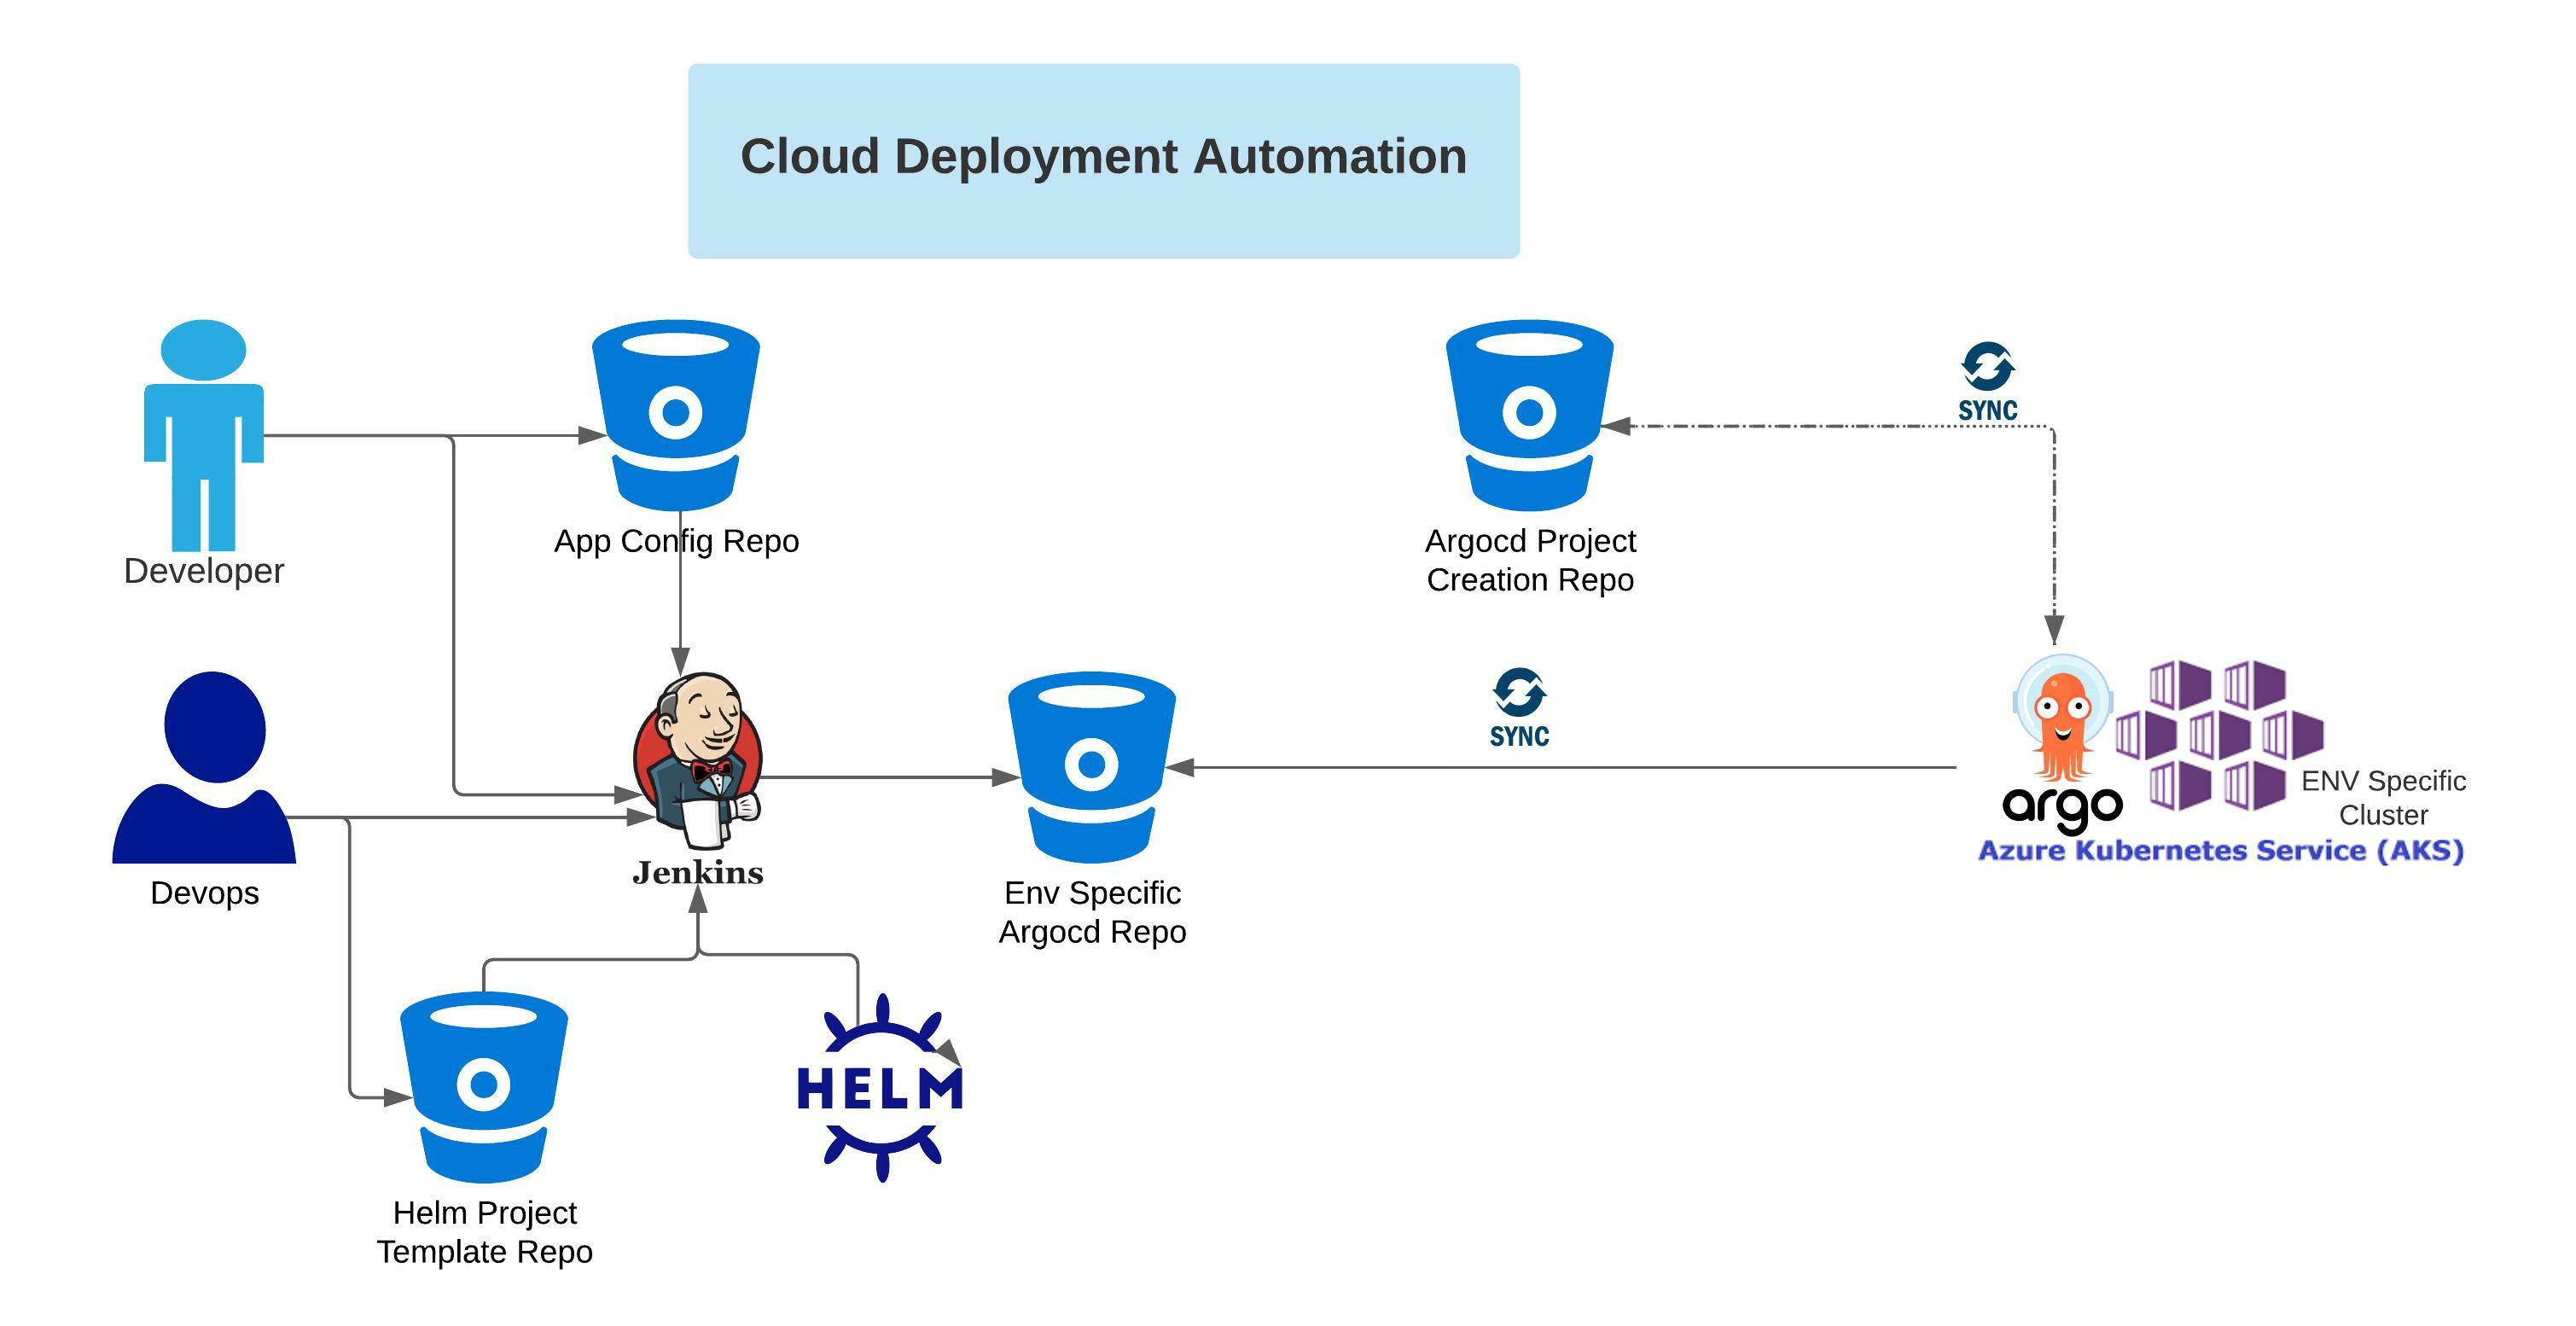 Cloud Deployment Automation
SYNC
App Config Repo
Argocd Project
Creation Repo
Developer
SYNC
ENV Specific
Cluster
argo
Azure Kubernetes Service (AKS)
Jenkins
Devops
Env Specific
Argocd Repo
HELM
Helm Project
Template Repo